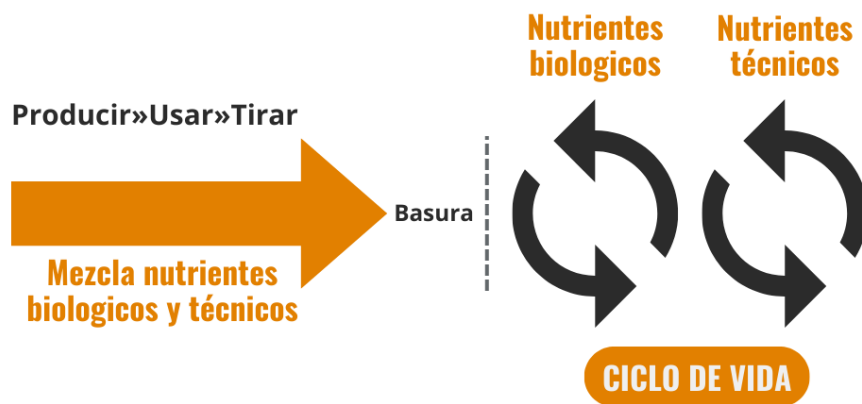 Producir»Usar»Tirar
Basura
Mezcla nutrientes
biologicos y técnicos
Nutrientes
biologicos
Nutrientes
técnicos
CICLO DE VIDA